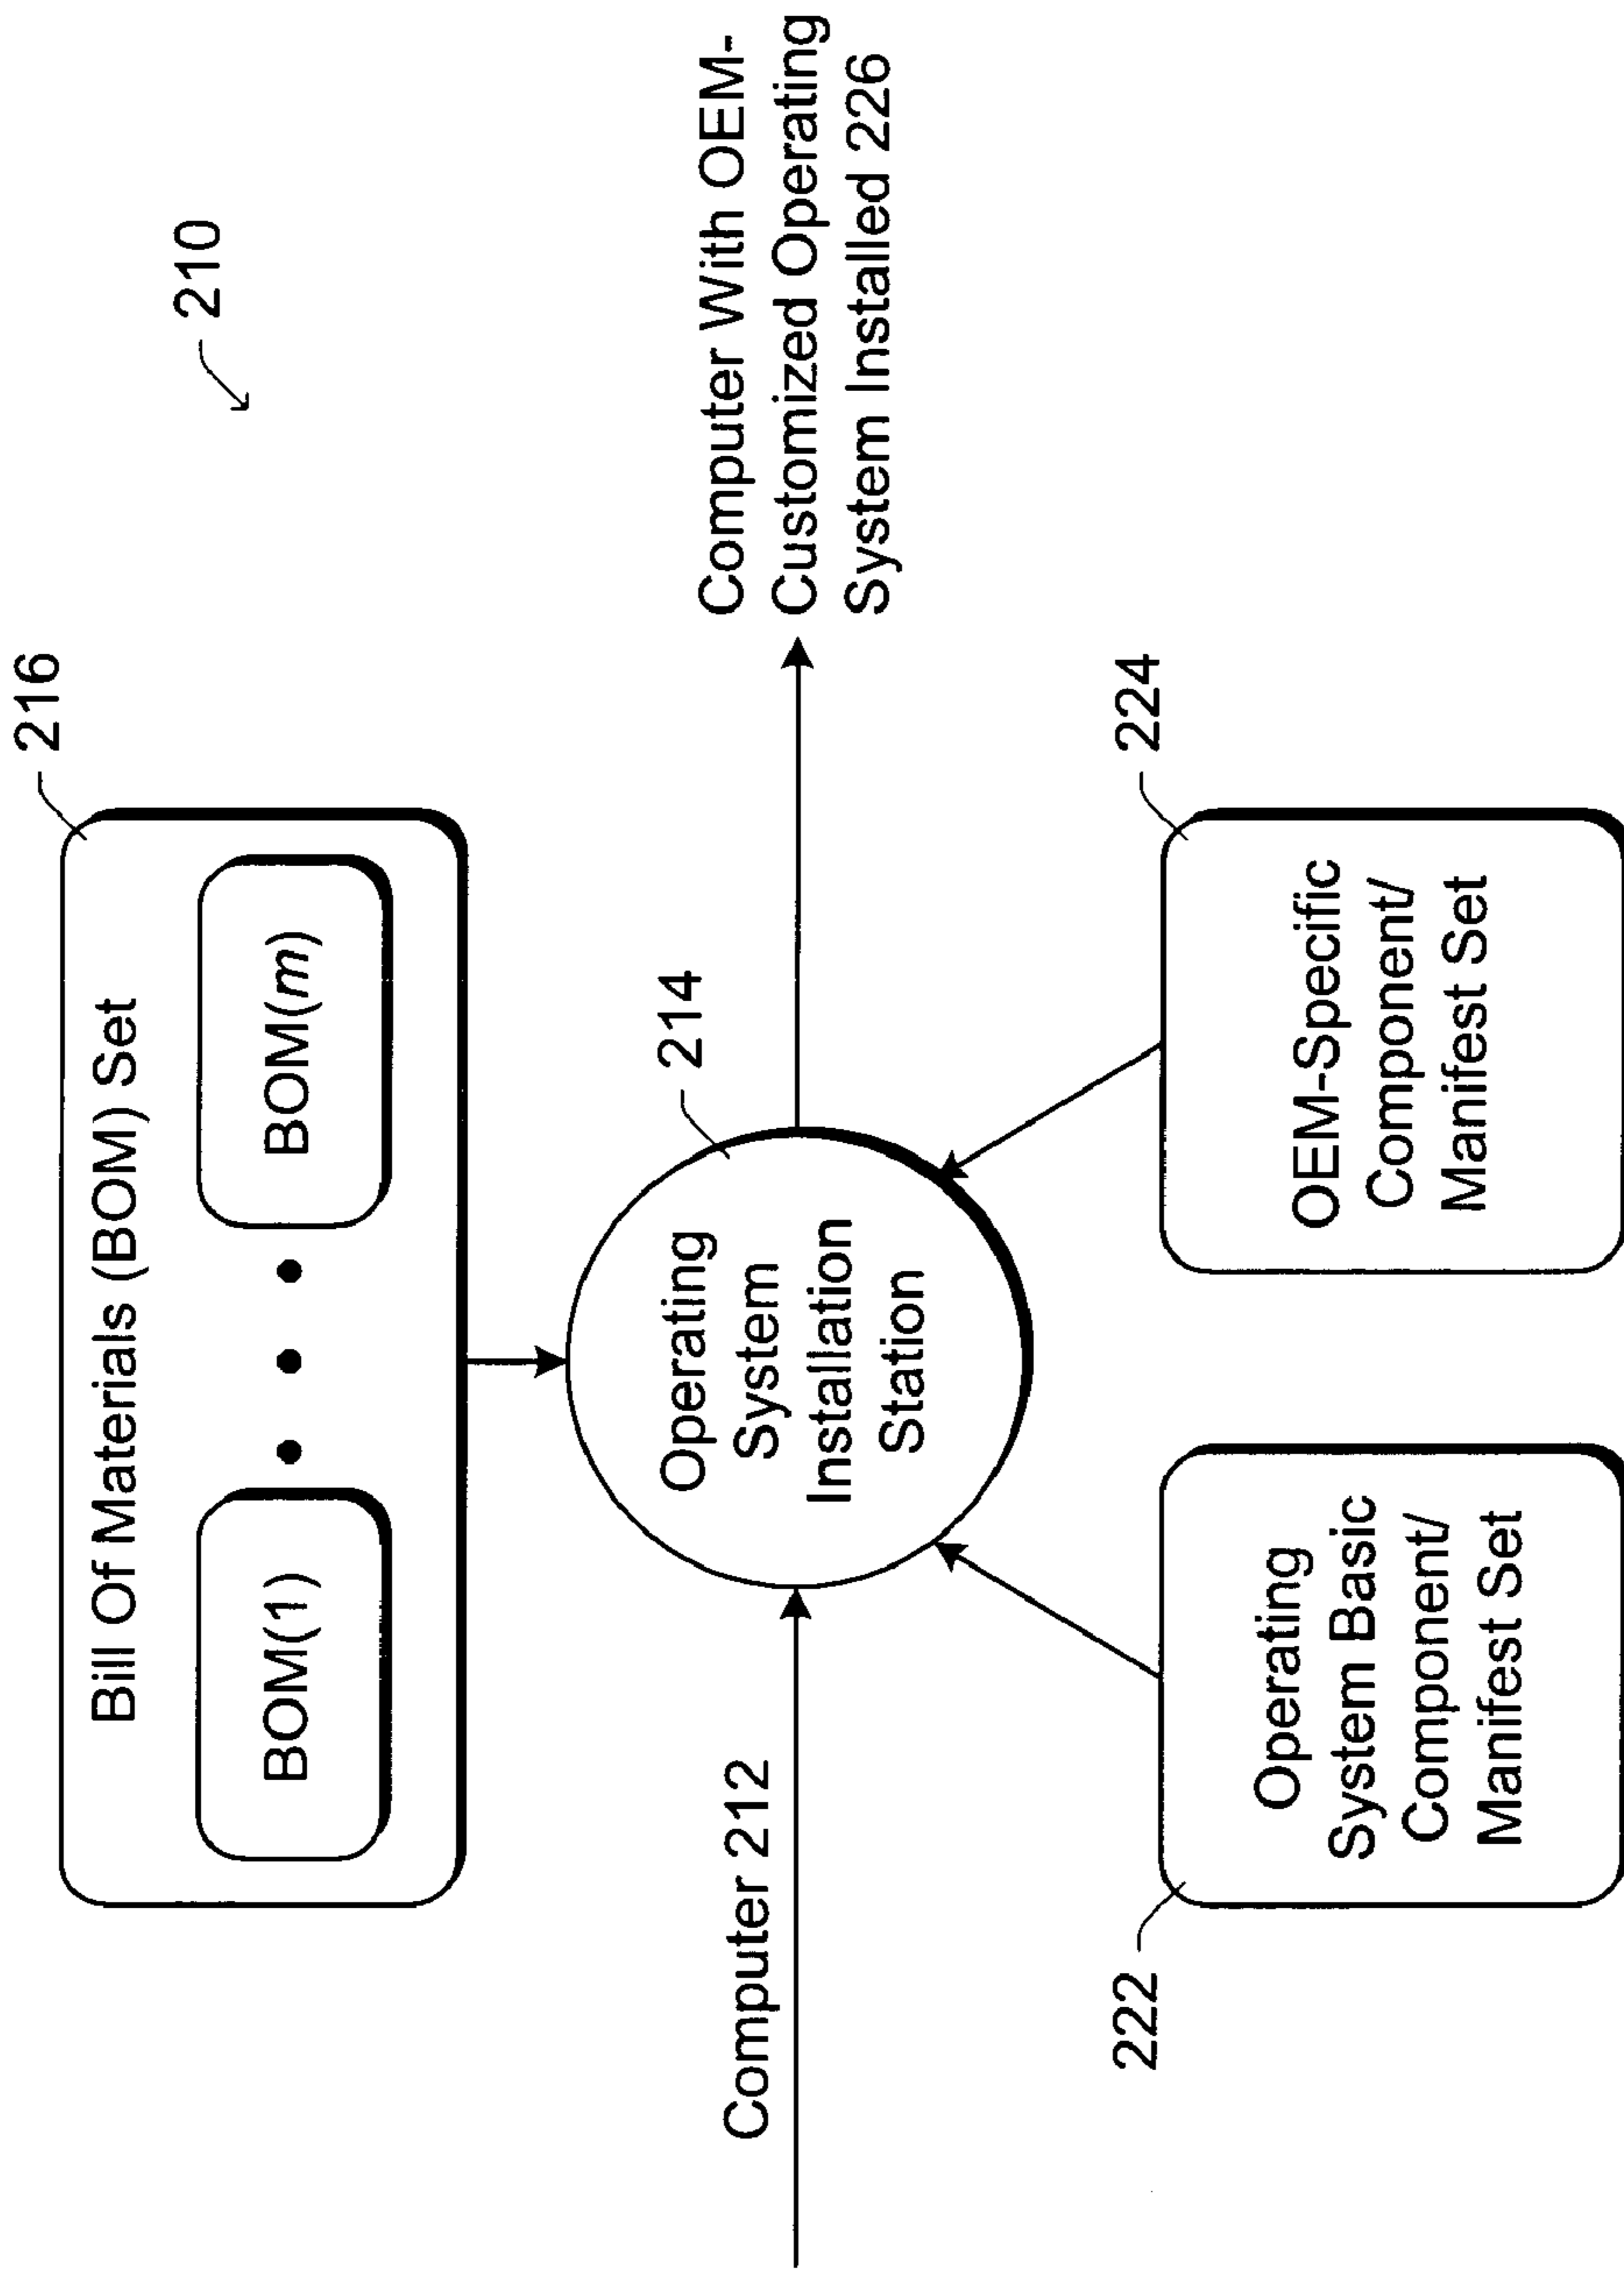 210
216
Bill Of Materials (BOM) Set
BOM(1)
BOM(m)
214
Operating
System
Installation
Station
Computer 212
Computer With OEM-
Customized Operating
System Installed 226
222
Operating
System Basic
Component/
Manifest Set
224
OEM-Specific
Component/
Manifest Set